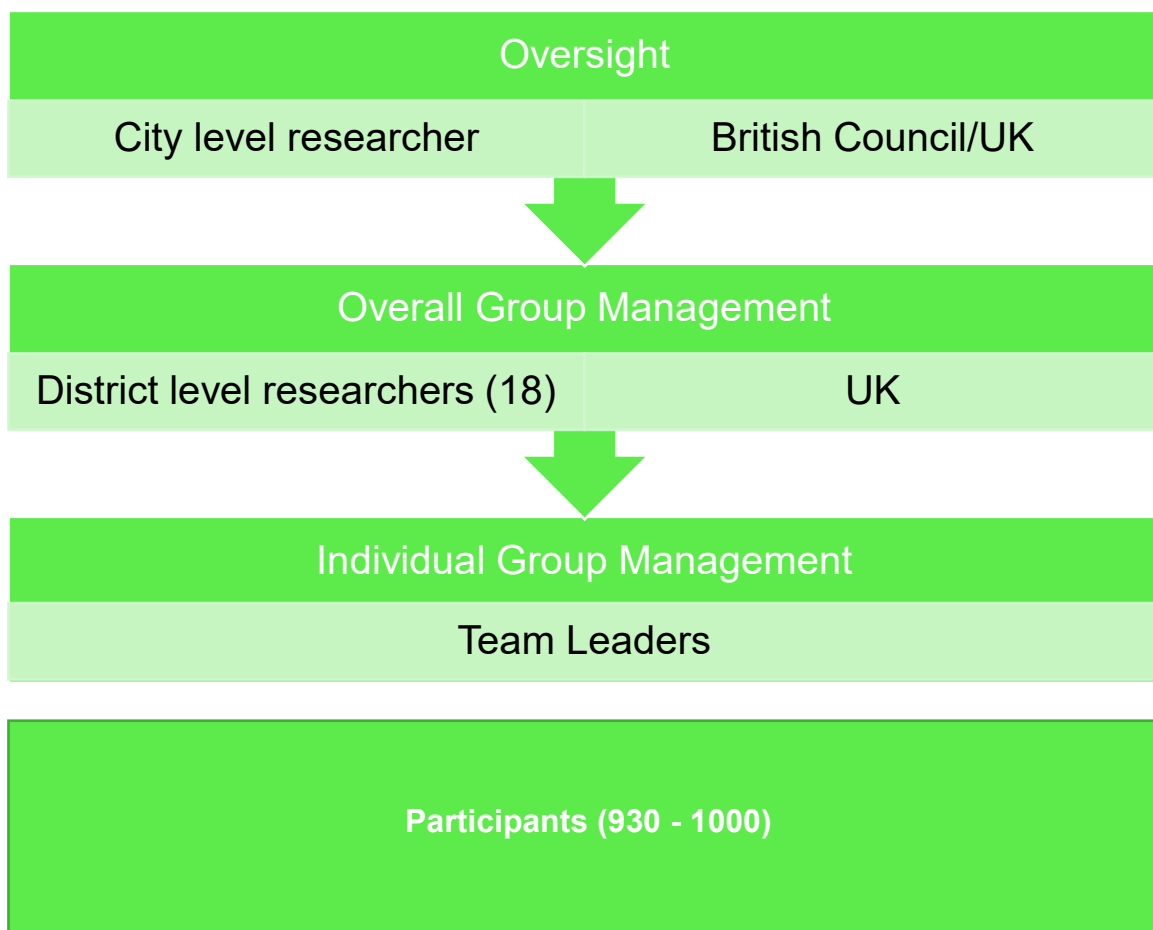 Oversight
City level researcher
British Council/UK
Overall Group Management
District level researchers (18)
UK
Individual Group Management
Team Leaders
Participants (930 - 1000)